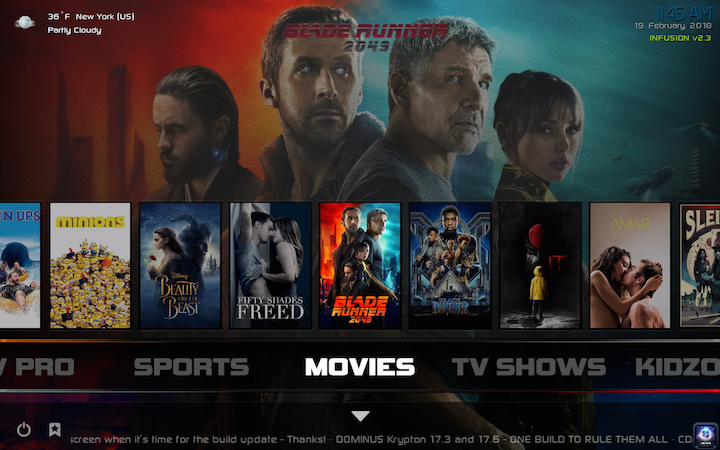 36°F New York (US)
Partly Cloudy
BLADE RUNNER
2049
11:45 AM
19. February, 2018
INFUSION v2.3
N UPS
MINIONS
Disney
BEAUTY
AND THE
BEAST
FIFTY SHADES
FREED
BLADE
RUNNER
2049
BLACK PANTHER
AMAR
SLE
V PRO
SPORTS
MOVIES
TV SHOWS
KIDZO
screen when it's time for the build update - Thanks! - DOMINUS Krypton 17.3 and 17.6 - ONE BUILD TO RULE THEM ALL - CD